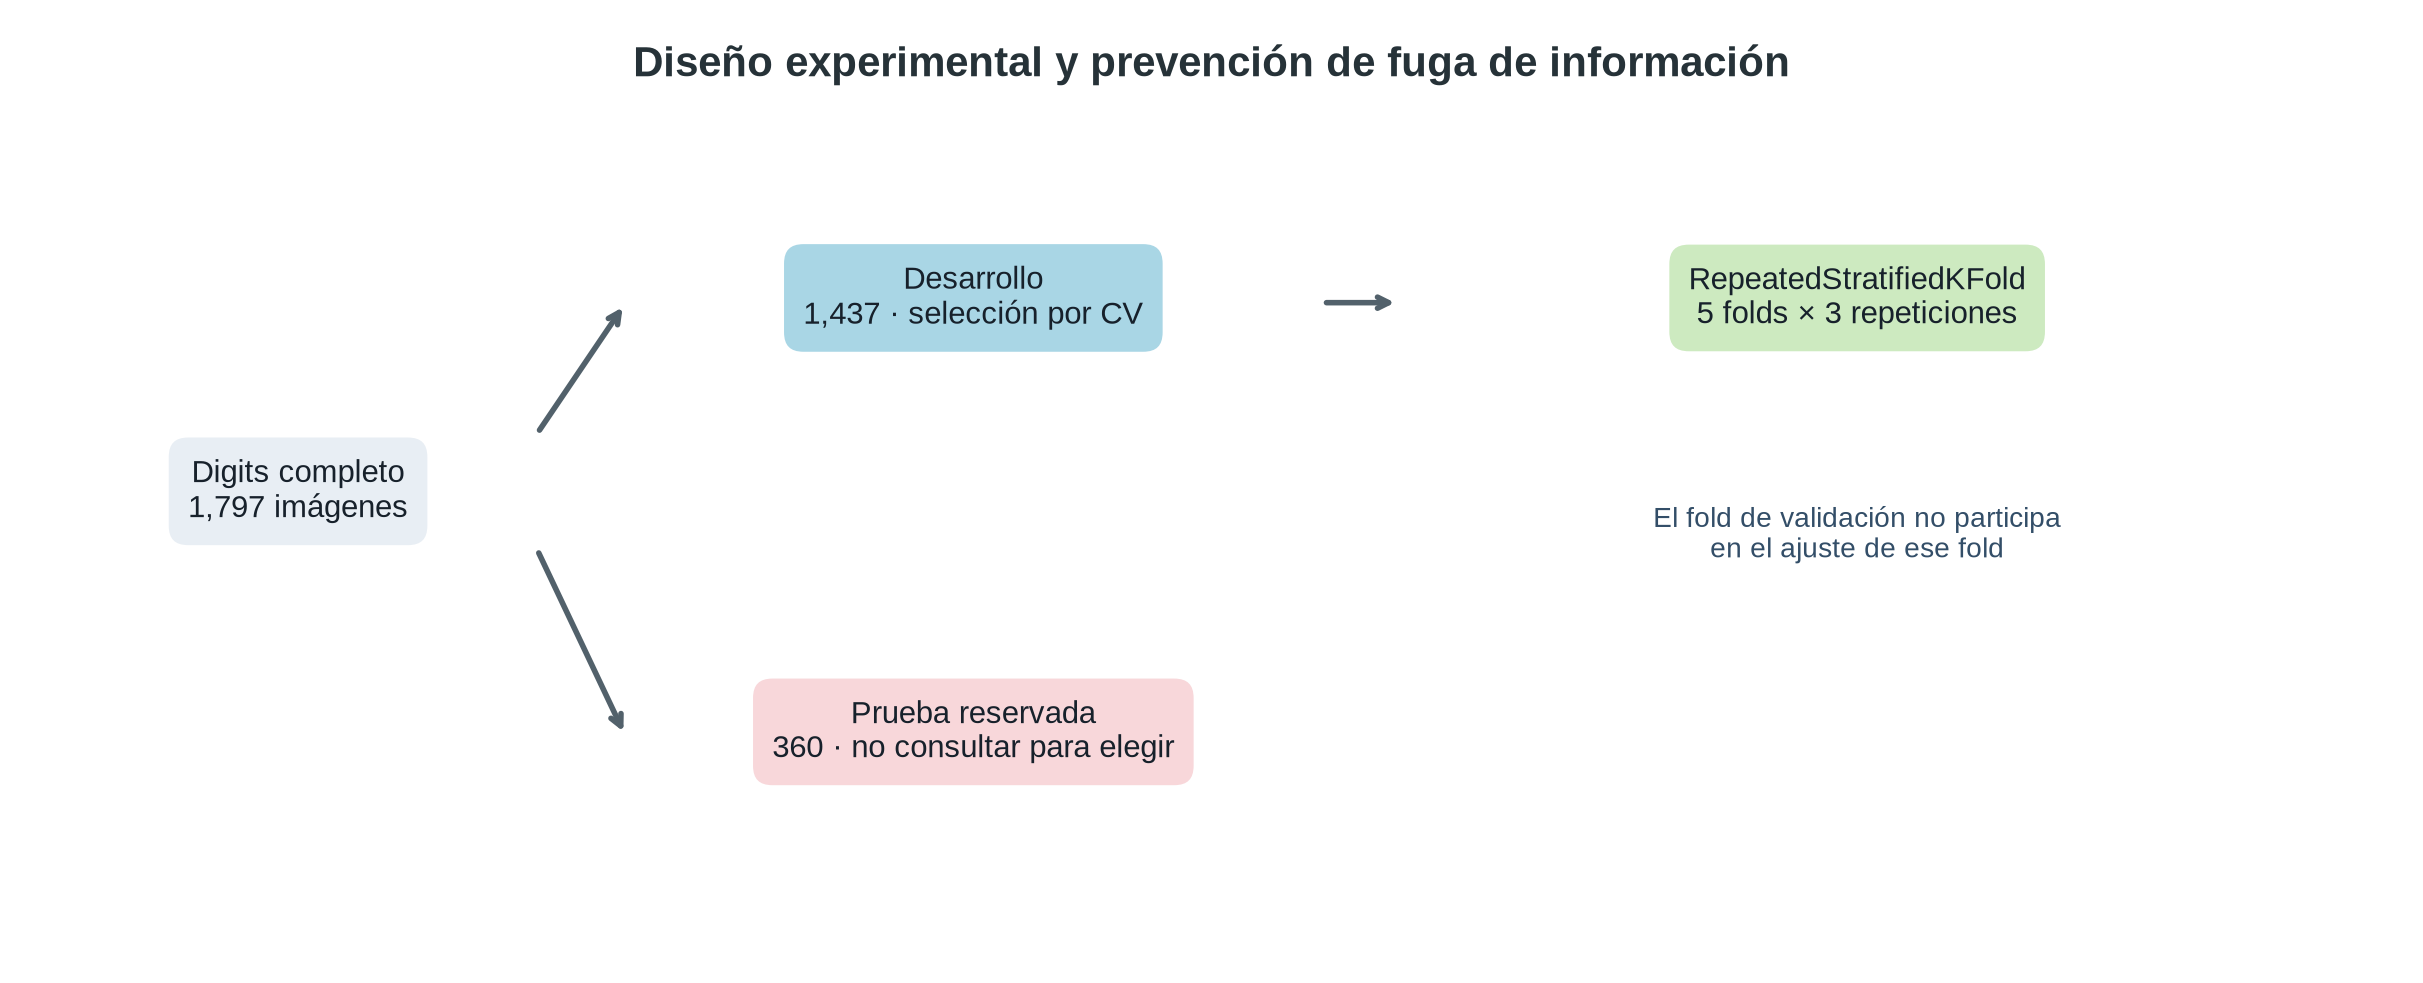 Diseño experimental y prevención de fuga de información
Desarrollo
1,437 · selección por CV
RepeatedStratifiedKFold
5 folds × 3 repeticiones
Digits completo
1,797 imágenes
El fold de validación no participa
en el ajuste de ese fold
Prueba reservada
360 · no consultar para elegir